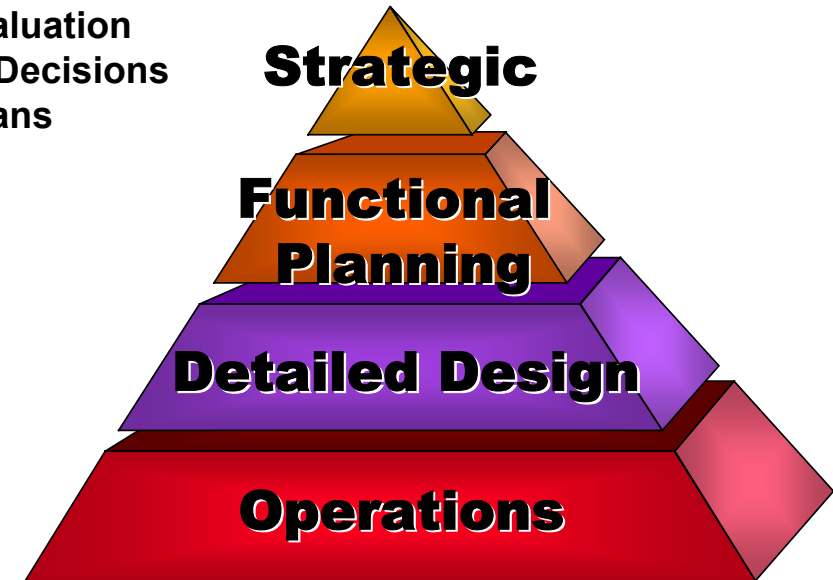 aluation
Decisions
ans
Strategic
Functional
Planning
Detailed Design
Operations